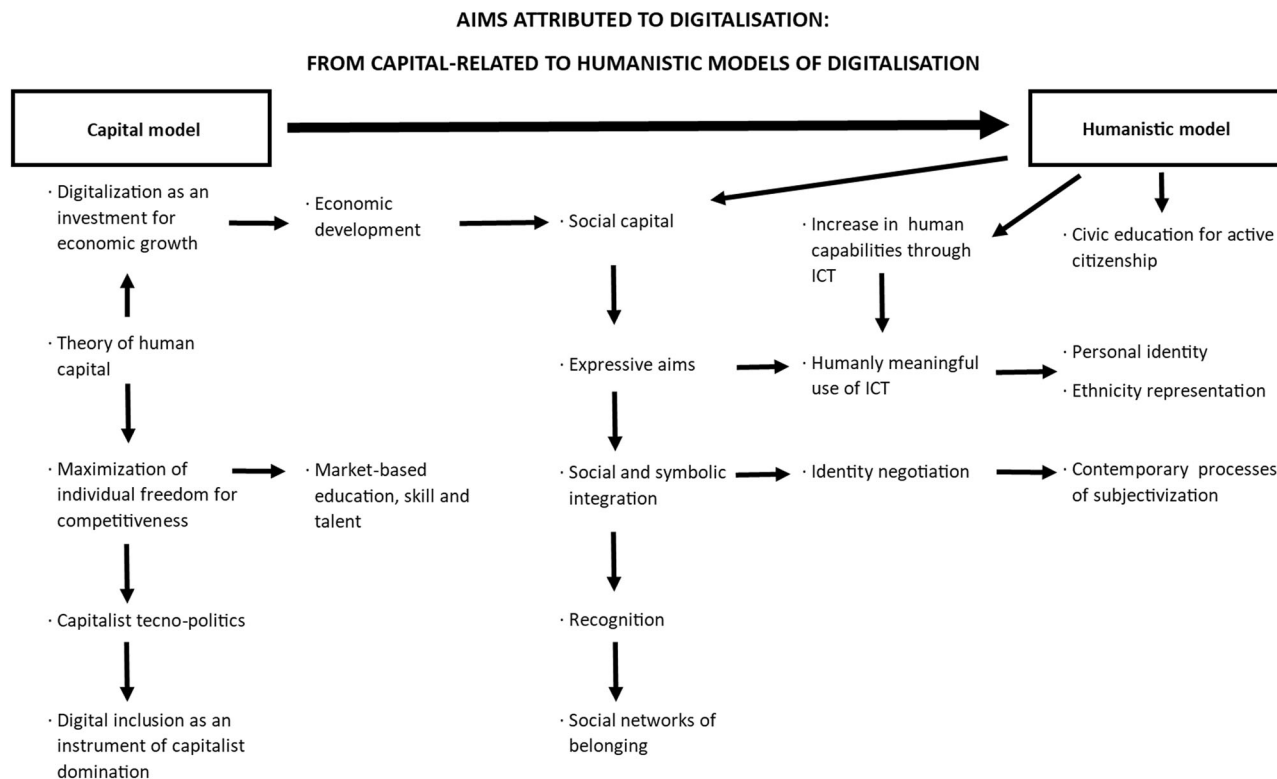 AIMS ATTRIBUTED TO DIGITALISATION:
FROM CAPITAL-RELATED TO HUMANISTIC MODELS OF DIGITALISATION
Capital model
Humanistic model
· Digitalization as an
investment for
economic growth
· Economic
development
· Social capital
· Increase in human
capabilities through
ICT
· Civic education for active
citizenship
· Theory of human
capital
· Expressive aims
· Humanly meaningful
use of ICT
· Personal identity
· Ethnicity representation
· Maximization of
individual freedom for
competitiveness
· Market-based
education, skill and
talent
· Social and symbolic
integration
· Identity negotiation
· Contemporary processes
of subjectivization
· Capitalist tecno-politics
· Recognition
· Digital inclusion as an
instrument of capitalist
domination
· Social networks of
belonging